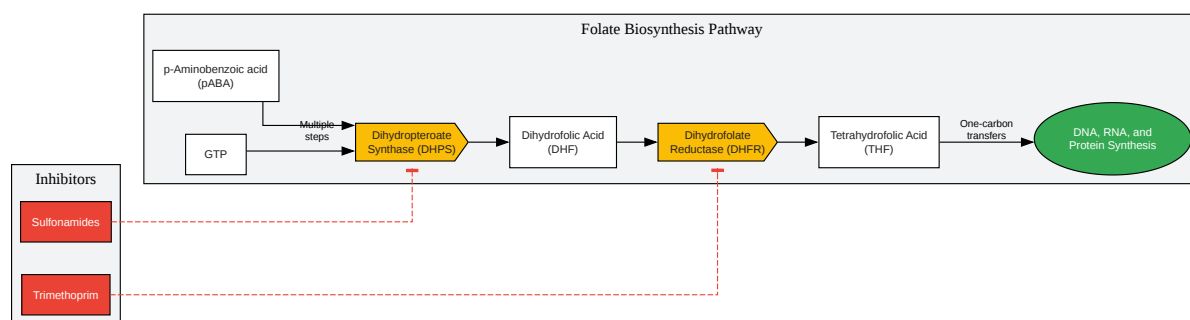 Folate Biosynthesis Pathway
p-Aminobenzoic acid
(pABA)
Multiple
steps
GTP
Dihydropteroate
Synthase (DHPS)
Dihydrofolic Acid
(DHF)
Dihydrofolate
Reductase (DHFR)
Tetrahydrofolic Acid
(THF)
One-carbon
transfers
DNA, RNA, and
Protein Synthesis
Inhibitors
Sulfonamides
Trimethoprim